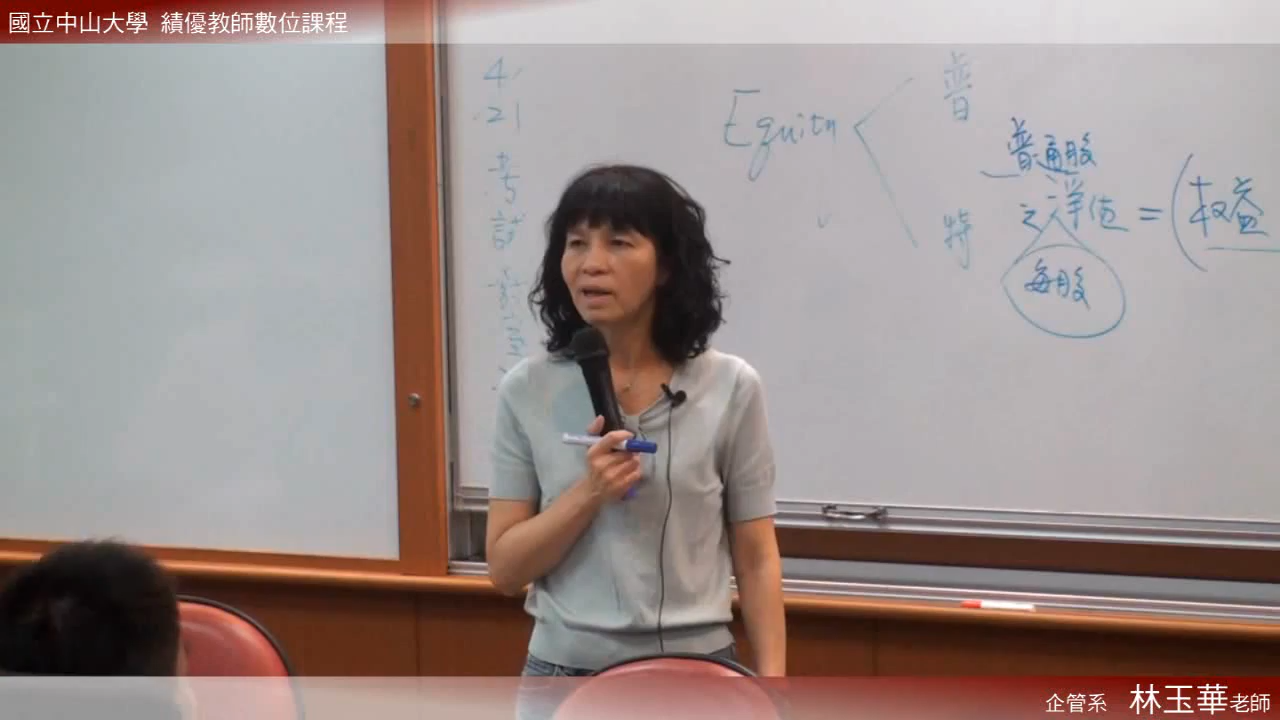 國立中山大學 績優教師數位課程
4/
21
考
試
Equity
普
特
普通股
之淨值 = (權益
每股
企管系 林玉華老師